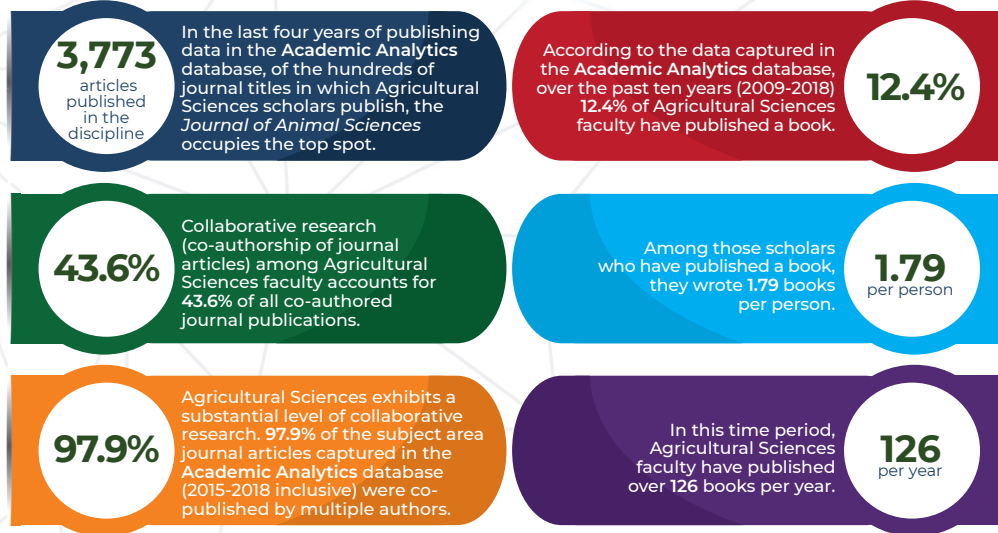 3,773
articles
published
in the
discipline
In the last four years of publishing
data in the Academic Analytics
database, of the hundreds of
journal titles in which Agricultural
Sciences scholars publish, the
Journal of Animal Sciences
occupies the top spot.
According to the data captured in
the Academic Analytics database,
over the past ten years (2009-2018)
12.4% of Agricultural Sciences
faculty have published a book.
12.4%
43.6%
Collaborative research
(co-authorship of journal
articles) among Agricultural
Sciences faculty accounts for
43.6% of all co-authored
journal publications.
Among those scholars
who have published a book,
they wrote 1.79 books
per person.
1.79
per person
97.9%
Agricultural Sciences exhibits a
substantial level of collaborative
research. 97.9% of the subject area
journal articles captured in the
Academic Analytics database
(2015-2018 inclusive) were co-
published by multiple authors.
In this time period,
Agricultural Sciences
faculty have published
over 126 books per year.
126
per year